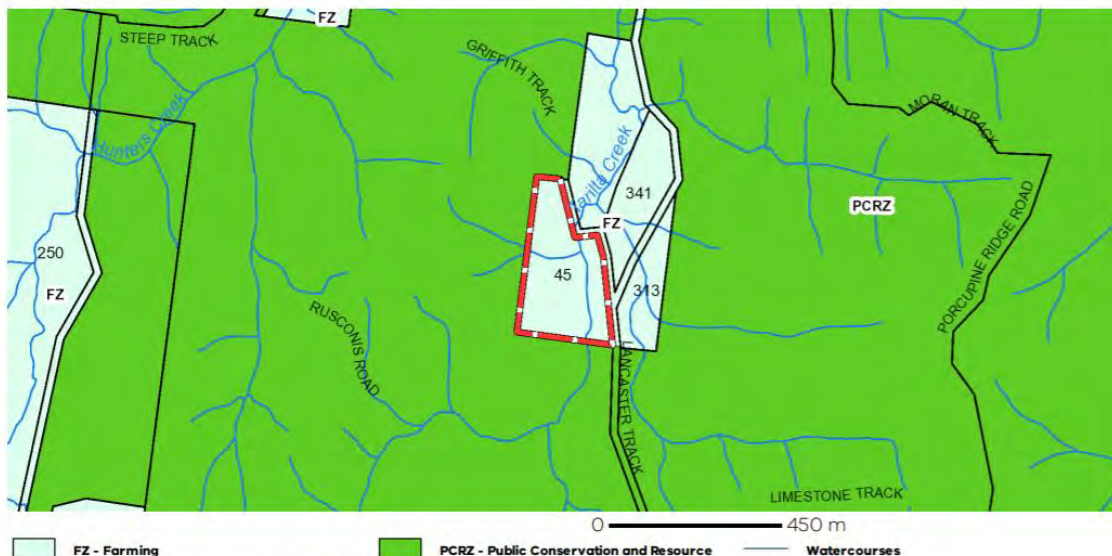 FZ
STEEP TRACK
GRIFFITH TRACK
MORAN TRACK
Hunters Creek
341
PCRZ
FZ
250
45
FZ
313
PORCUPINE RIDGE ROAD
RUSCONIS ROAD
LANCASTER TRACK
LIMESTONE TRACK
0 450 m
FZ - Farming
PCRZ - Public Conservation and Resource
Watercourses